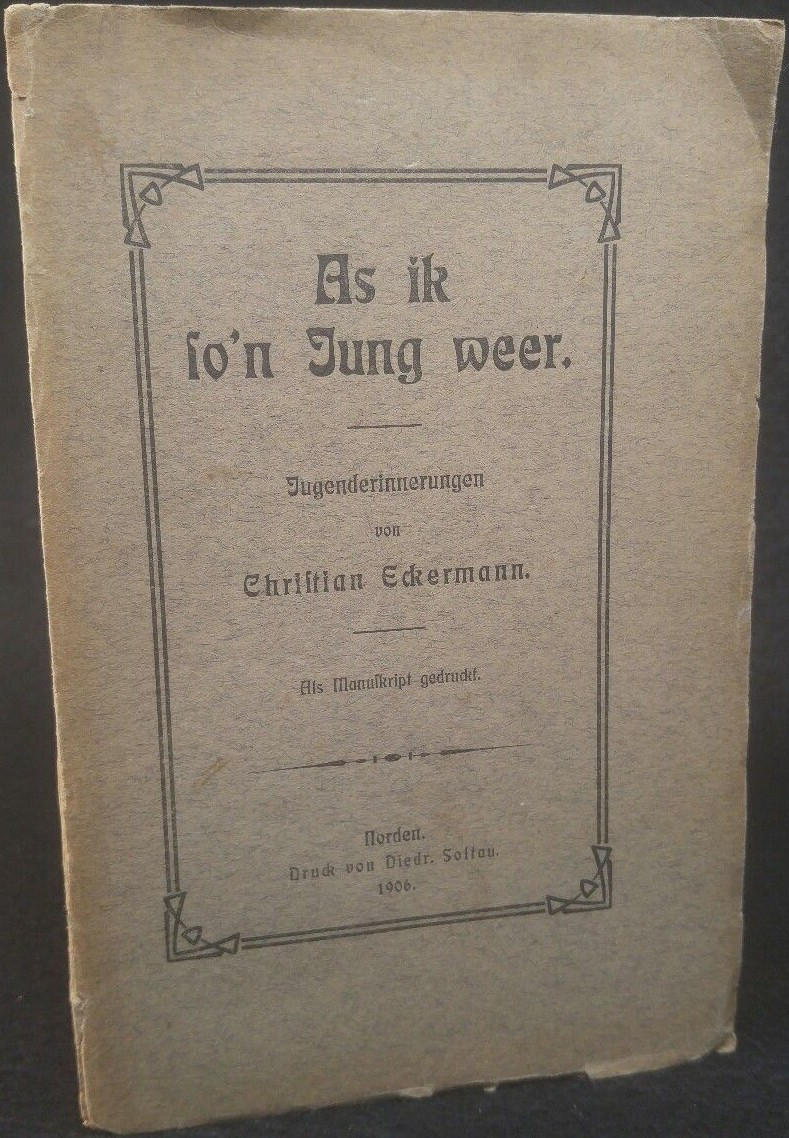 As ik
ſo'n Jung weer.
Jugenderinnerungen
von
Chriſtian Eckermann.
Als Manuſkript gedruckt.
Norden.
Druck von Diedr. Soltau.
1906.